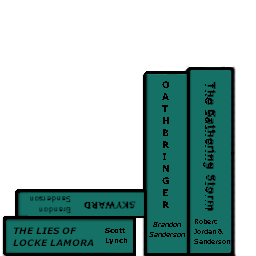 OATHBRINGER
Brandon
Sanderson
The Gathering Storm
Robert
Jordan &
Sanderson
SKYWARD
Brandon
Sanderson
THE LIES OF
LOCKE LAMORA
Scott
Lynch